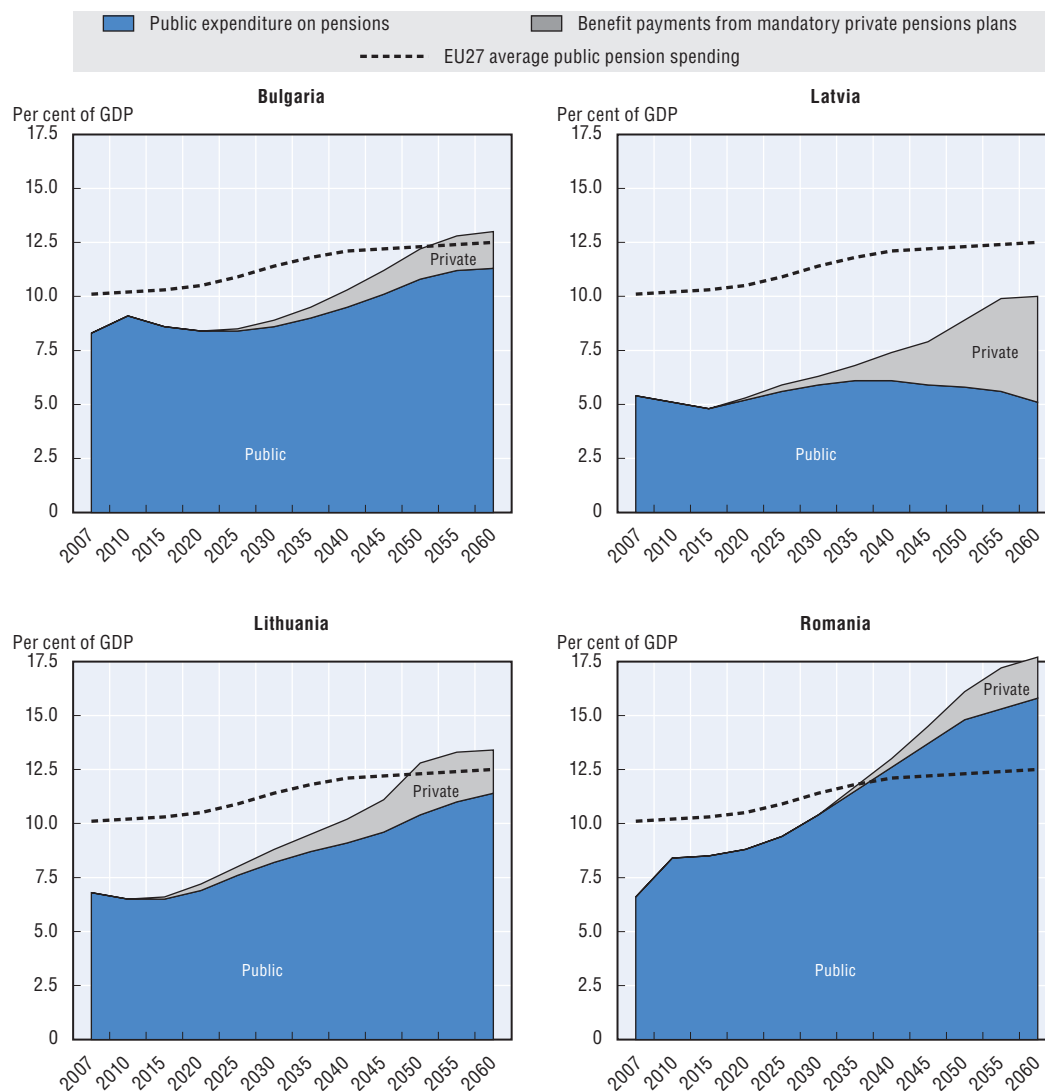 Public expenditure on pensions Benefit payments from mandatory private pensions plans
EU27 average public pension spending
Bulgaria
Per cent of GDP
17.5
15.0
12.5
10.0
7.5
5.0
2.5
0
Private
Public
2007 2010 2015 2020 2025 2030 2035 2040 2045 2050 2055 2060
Latvia
Per cent of GDP
17.5
15.0
12.5
10.0
7.5
5.0
2.5
0
Private
Public
2007 2010 2015 2020 2025 2030 2035 2040 2045 2050 2055 2060
Lithuania
Per cent of GDP
17.5
15.0
12.5
10.0
7.5
5.0
2.5
0
Private
Public
2007 2010 2015 2020 2025 2030 2035 2040 2045 2050 2055 2060
Romania
Per cent of GDP
17.5
15.0
12.5
10.0
7.5
5.0
2.5
0
Private
Public
2007 2010 2015 2020 2025 2030 2035 2040 2045 2050 2055 2060